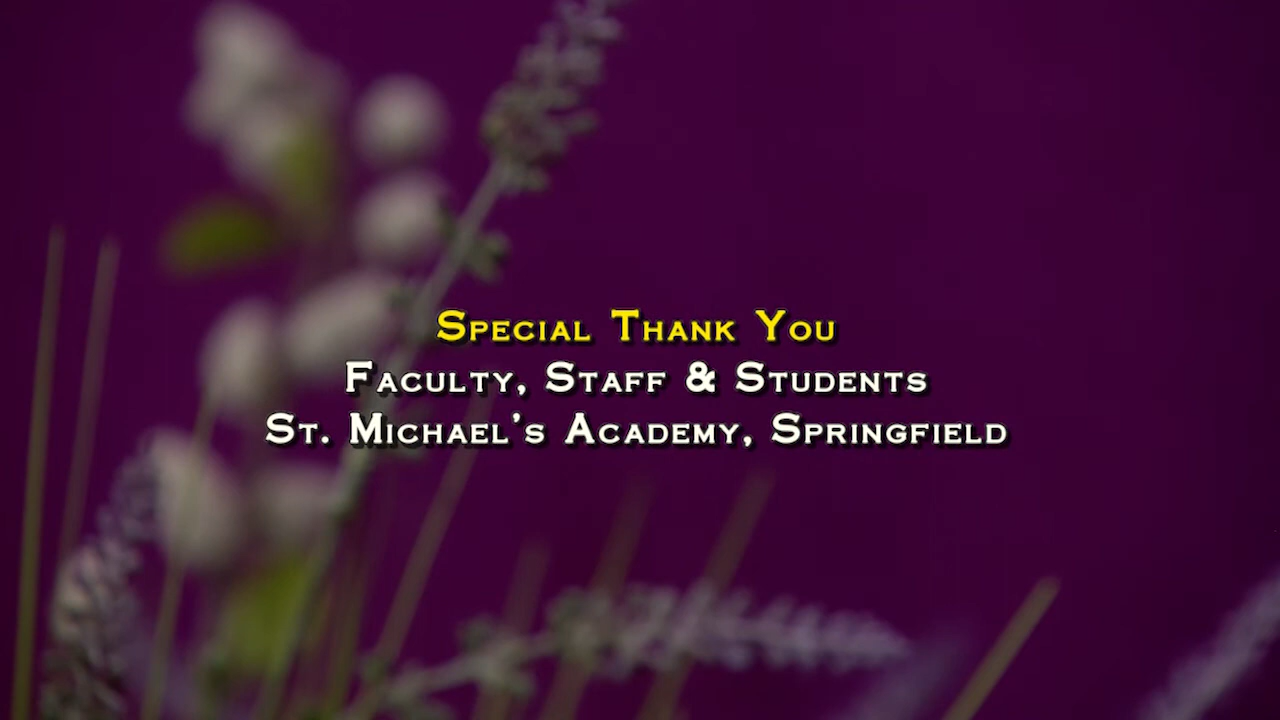 Special Thank You
Faculty, Staff & Students
St. Michael's Academy, Springfield